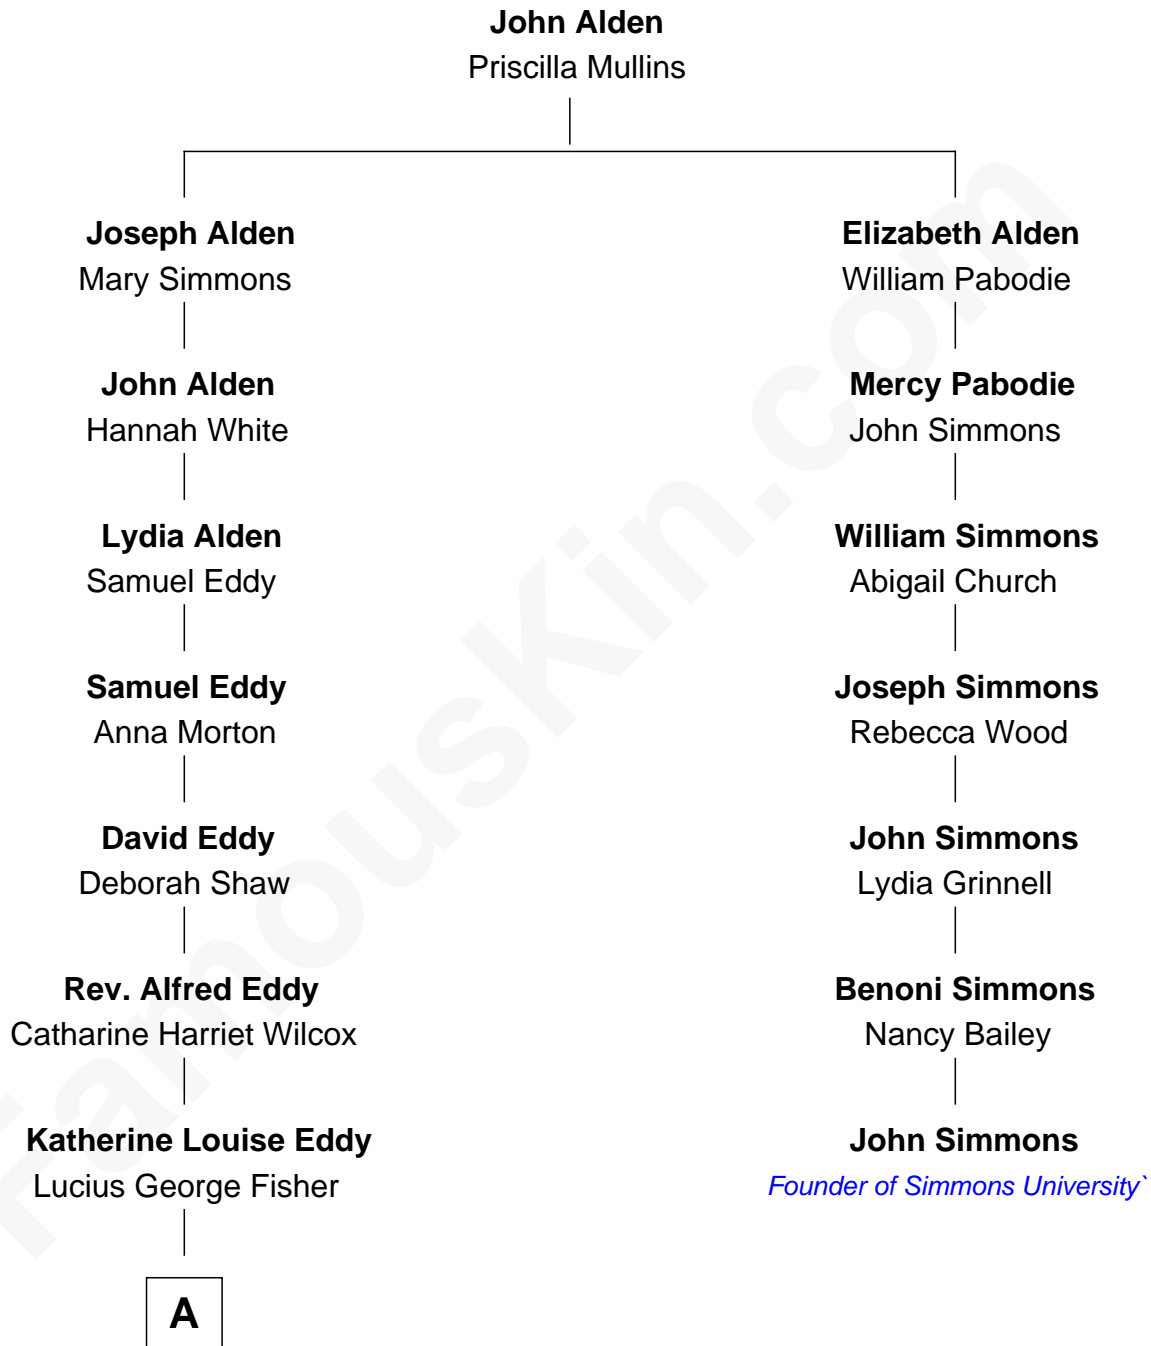 John Alden
Priscilla Mullins
Joseph Alden
Mary Simmons
Elizabeth Alden
William Pabodie
John Alden
Hannah White
Mercy Pabodie
John Simmons
Lydia Alden
Samuel Eddy
William Simmons
Abigail Church
Samuel Eddy
Anna Morton
Joseph Simmons
Rebecca Wood
David Eddy
Deborah Shaw
John Simmons
Lydia Grinnell
Rev. Alfred Eddy
Catharine Harriet Wilcox
Benoni Simmons
Nancy Bailey
Katherine Louise Eddy
Lucius George Fisher
John Simmons
Founder of Simmons University`
A
FamousKin.com